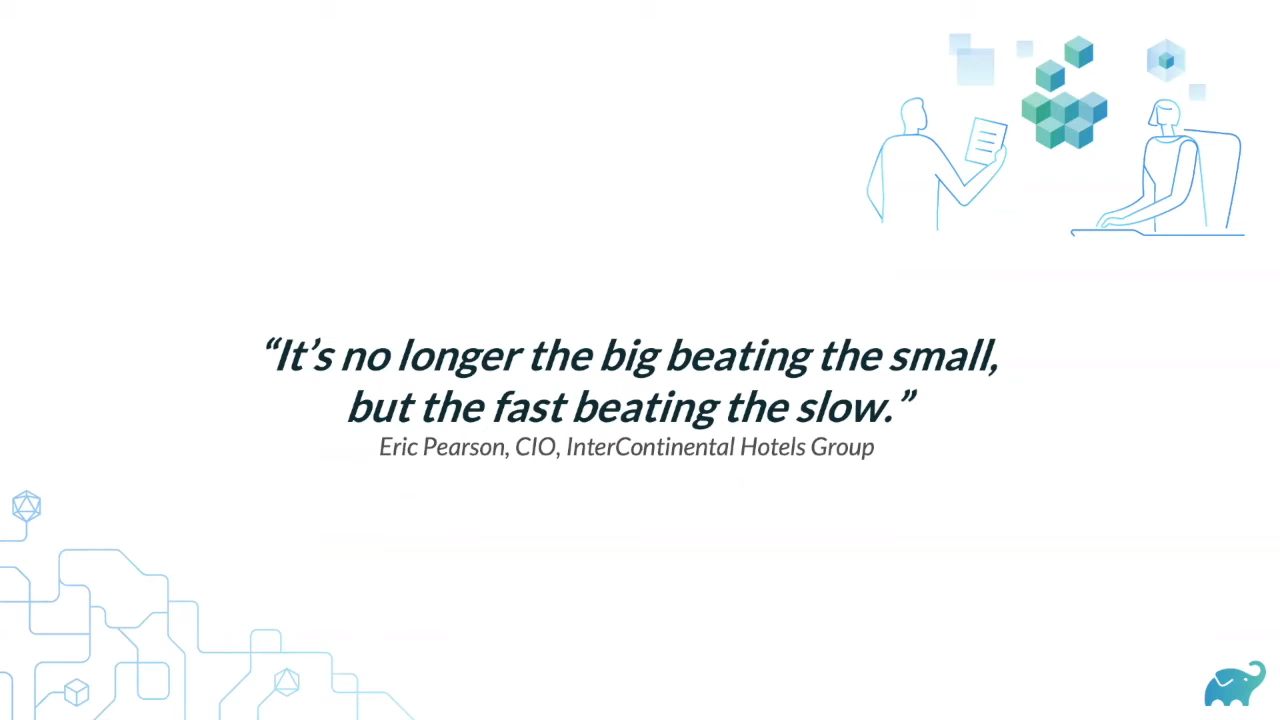 “It’s no longer the big beating the small,
but the fast beating the slow.”
Eric Pearson, CIO, InterContinental Hotels Group